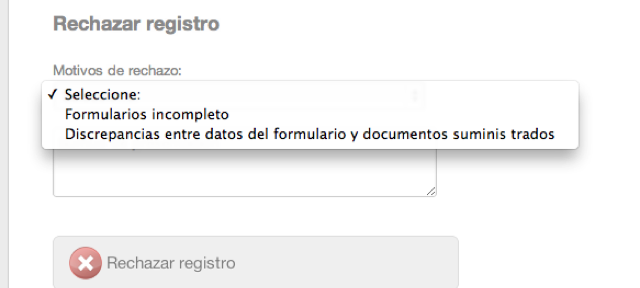 Rechazar registro
Motivos de rechazo:
✓ Seleccione:
Formularios incompleto
Discrepancias entre datos del formulario y documentos suminis trados
Rechazar registro